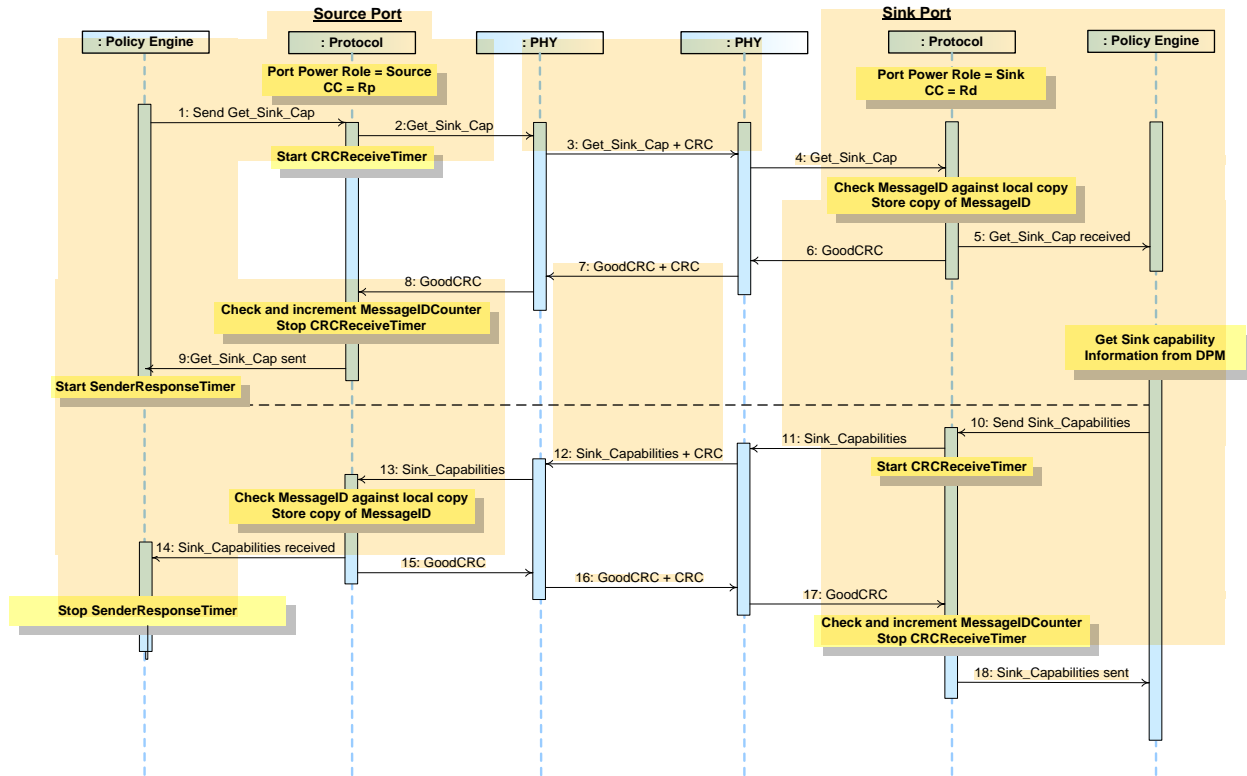 Source Port
Sink Port
: Policy Engine
: Protocol
: PHY
: PHY
: Protocol
: Policy Engine
Port Power Role = Source
CC = Rp
Port Power Role = Sink
CC = Rd
1: Send Get_Sink_Cap
2:Get_Sink_Cap
Start CRCReceiveTimer
3: Get_Sink_Cap + CRC
4: Get_Sink_Cap
Check MessageID against local copy
Store copy of MessageID
5: Get_Sink_Cap received
6: GoodCRC
7: GoodCRC + CRC
8: GoodCRC
Check and increment MessageIDCounter
Stop CRCReceiveTimer
9:Get_Sink_Cap sent
Start SenderResponseTimer
Get Sink capability
Information from DPM
10: Send Sink_Capabilities
11: Sink_Capabilities
Start CRCReceiveTimer
12: Sink_Capabilities + CRC
13: Sink_Capabilities
Check MessageID against local copy
Store copy of MessageID
14: Sink_Capabilities received
15: GoodCRC
16: GoodCRC + CRC
17: GoodCRC
Stop SenderResponseTimer
Check and increment MessageIDCounter
Stop CRCReceiveTimer
18: Sink_Capabilities sent